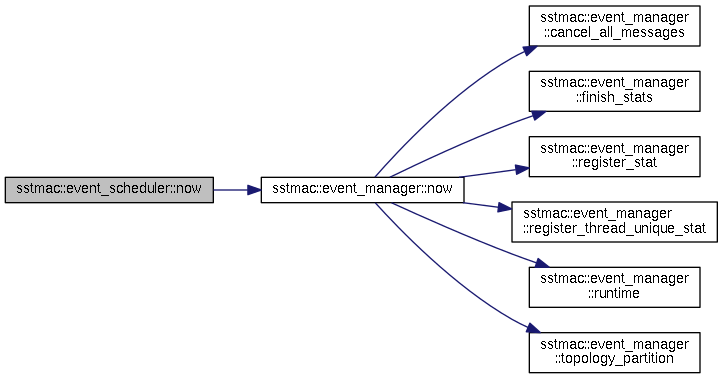 sstmac::event_scheduler::now
sstmac::event_manager::now
sstmac::event_manager
::cancel_all_messages
sstmac::event_manager
::finish_stats
sstmac::event_manager
::register_stat
sstmac::event_manager
::register_thread_unique_stat
sstmac::event_manager
::runtime
sstmac::event_manager
::topology_partition